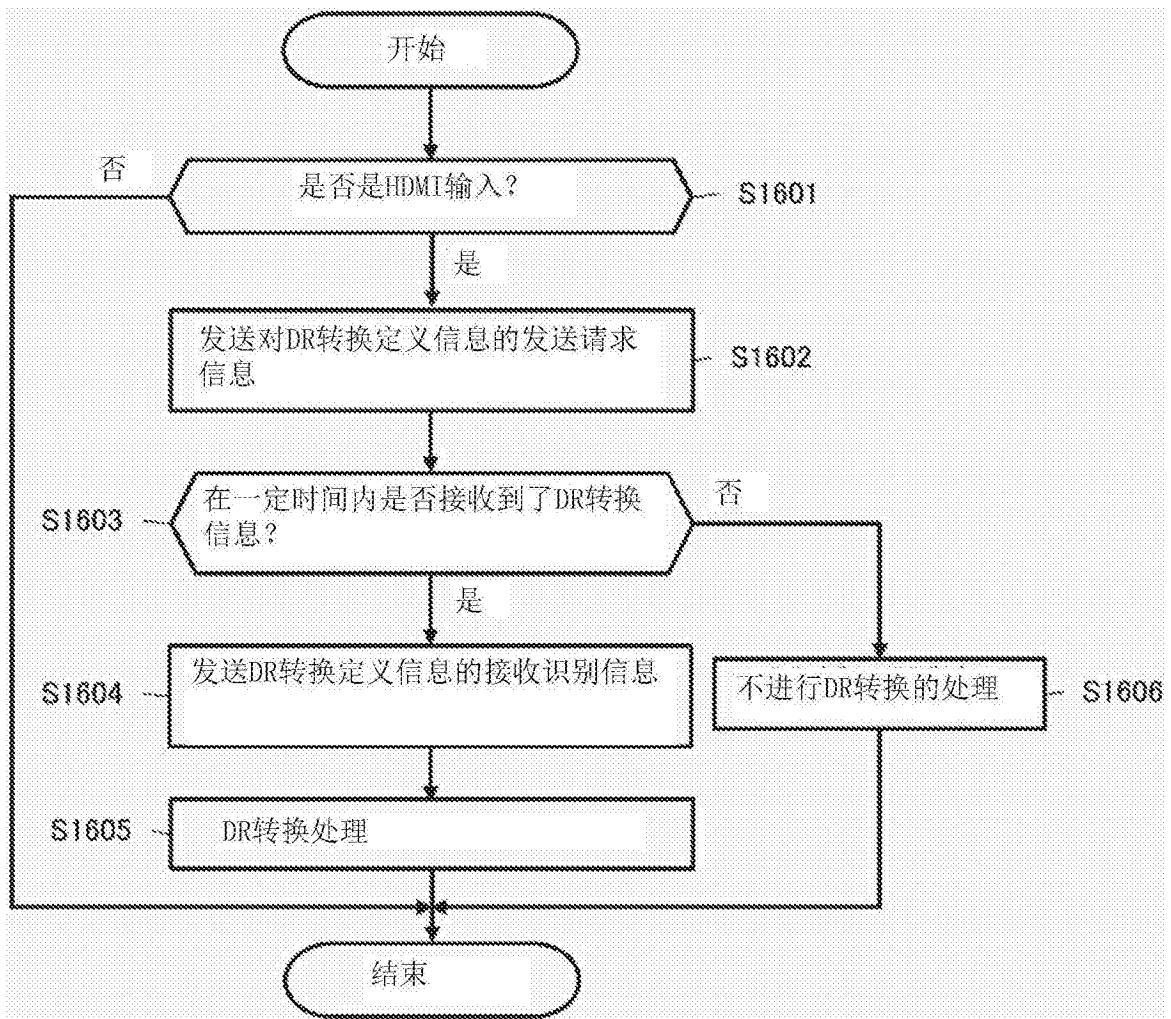 开始
否
是否是HDMI输入?
S1601
是
发送对DR转换定义信息的发送请求
信息
S1602
在一定时间内是否接收到了DR转换
信息?
S1603
否
是
发送DR转换定义信息的接收识别信息
S1604
不进行DR转换的处理
S1606
DR转换处理
S1605
结束